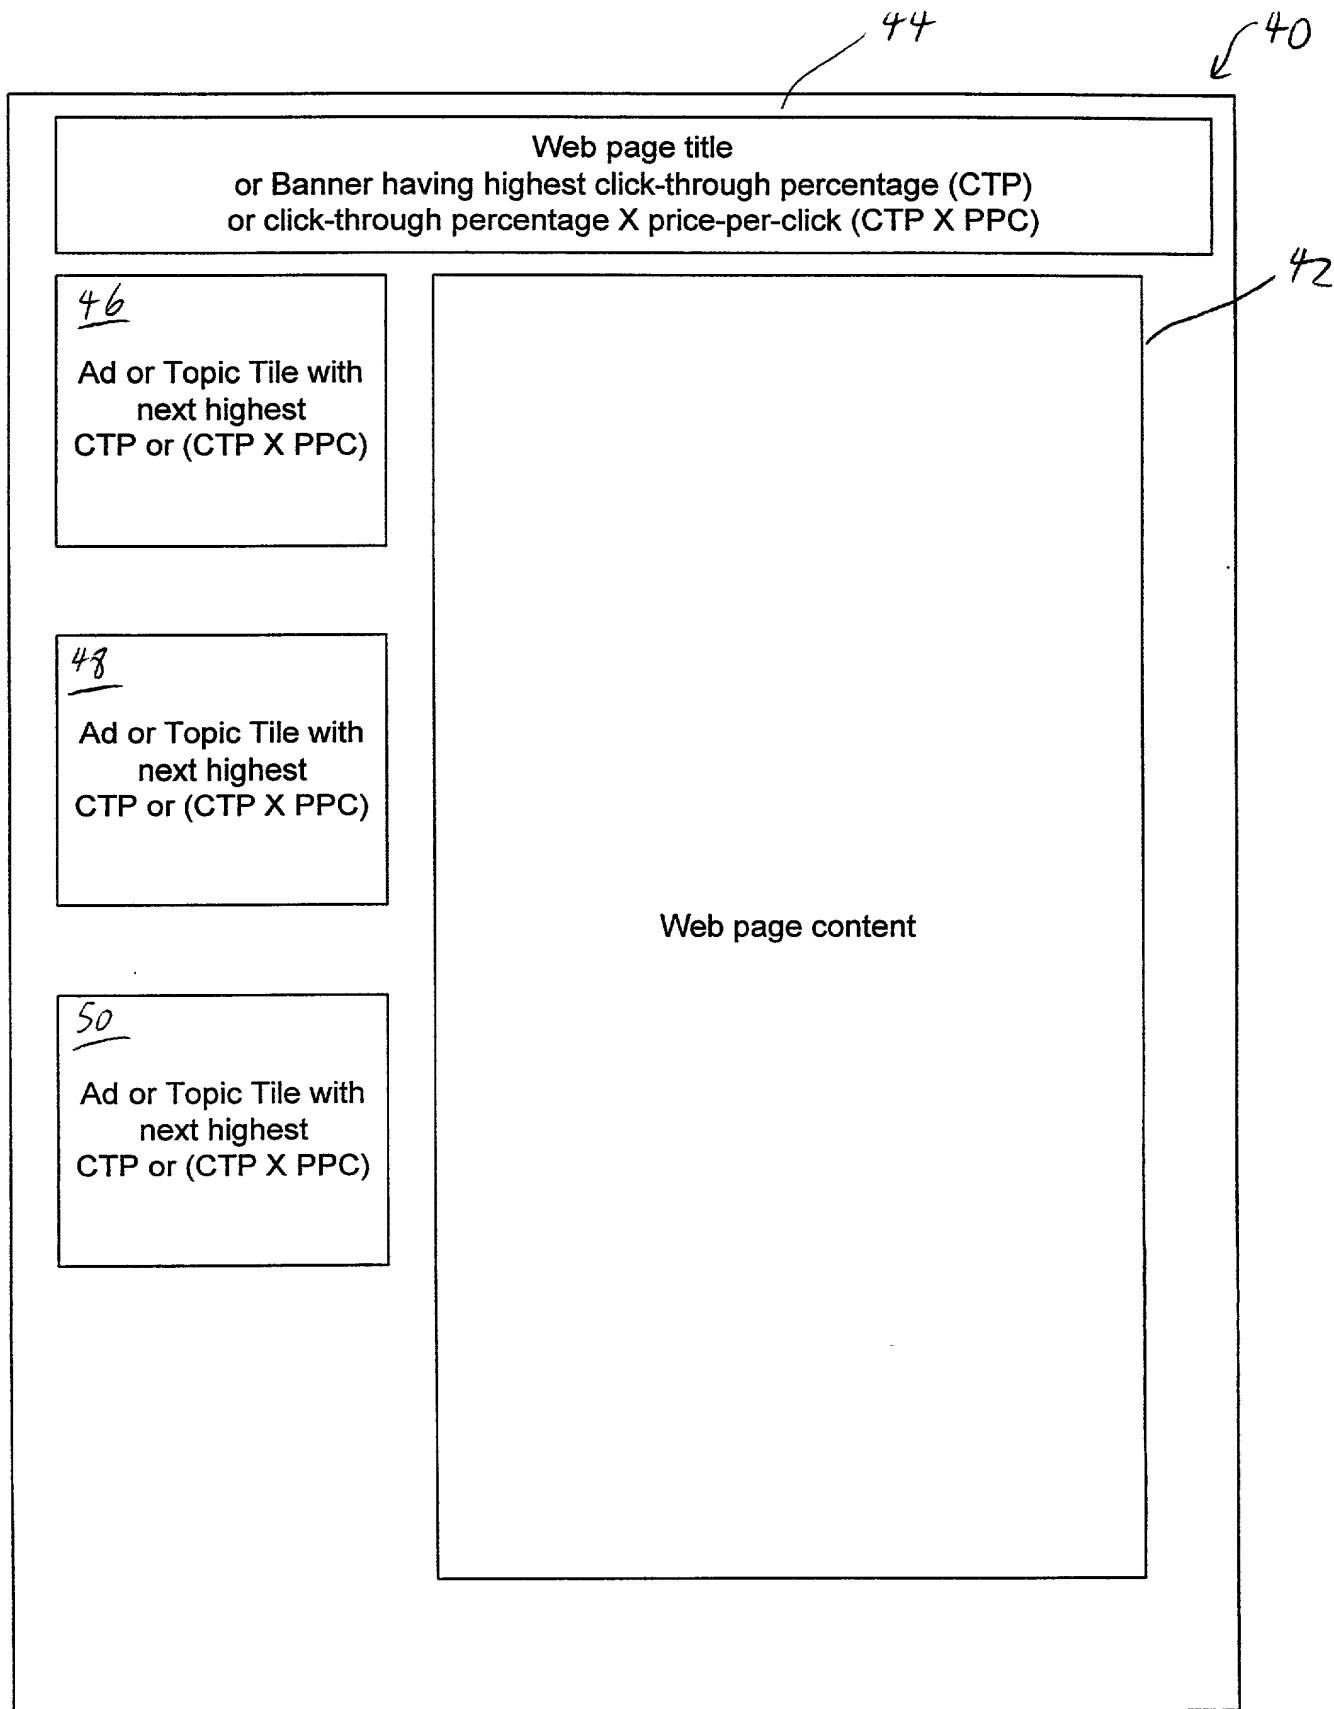 44
40
Web page title
or Banner having highest click-through percentage (CTP)
or click-through percentage X price-per-click (CTP X PPC)
42
46
Ad or Topic Tile with
next highest
CTP or (CTP X PPC)
48
Ad or Topic Tile with
next highest
CTP or (CTP X PPC)
Web page content
50
Ad or Topic Tile with
next highest
CTP or (CTP X PPC)